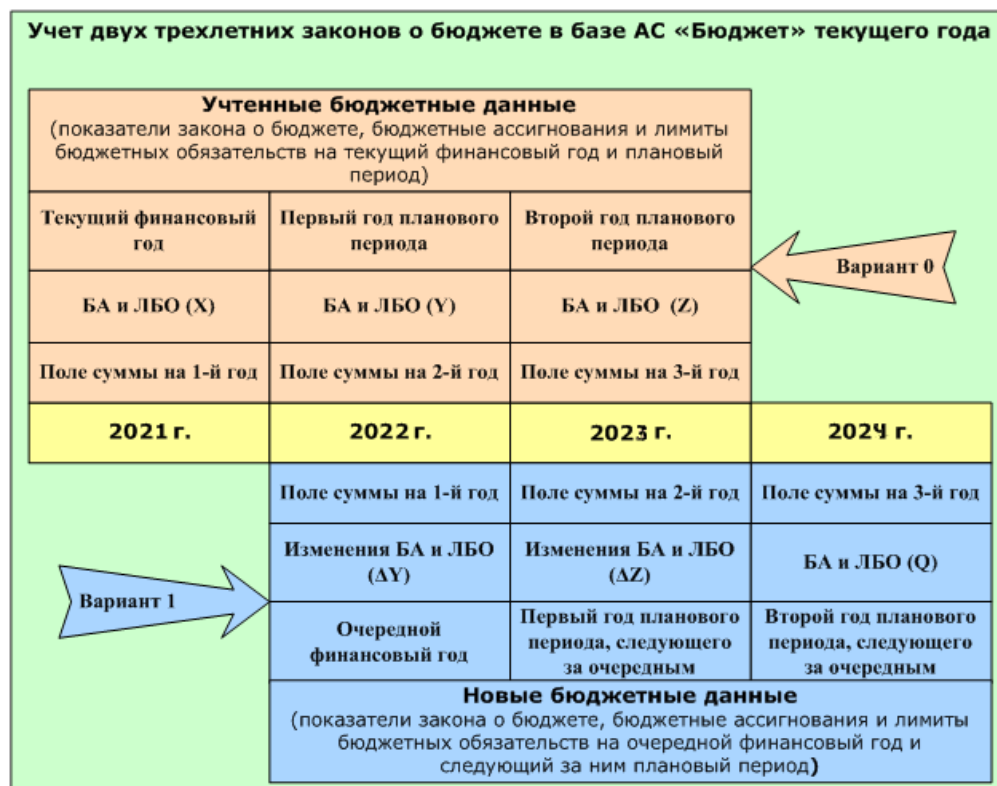 Учет двух трехлетних законов о бюджете в базе АС «Бюджет» текущего года
Учтенные бюджетные данные
(показатели закона о бюджете, бюджетные ассигнования и лимиты
бюджетных обязательств на текущий финансовый год и плановый
период)
Текущий финансовый
год
Первый год планового
периода
Второй год планового
периода
Вариант 0
БА и ЛБО (X)
БА и ЛБО (Y)
БА и ЛБО (Z)
Поле суммы на 1-й год
Поле суммы на 2-й год
Поле суммы на 3-й год
2021 г.
2022 г.
2023 г.
2024 г.
Поле суммы на 1-й год
Поле суммы на 2-й год
Поле суммы на 3-й год
Изменения БА и ЛБО
(ΔY)
Изменения БА и ЛБО
(ΔZ)
БА и ЛБО (Q)
Вариант 1
Очередной
финансовый год
Первый год планового
периода, следующего
за очередным
Второй год планового
периода, следующего
за очередным
Новые бюджетные данные
(показатели закона о бюджете, бюджетные ассигнования и лимиты
бюджетных обязательств на очередной финансовый год и
следующий за ним плановый период)